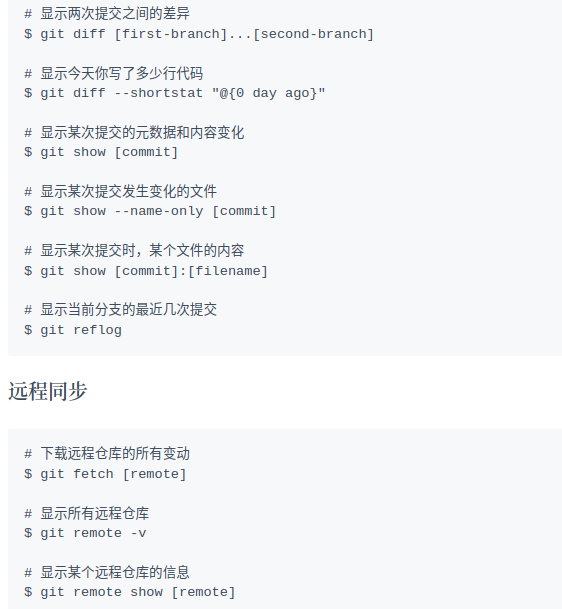 # 显示两次提交之间的差异
$ git diff [first-branch]...[second-branch]
# 显示今天你写了多少行代码
$ git diff --shortstat "@{0 day ago}"
# 显示某次提交的元数据和内容变化
$ git show [commit]
# 显示某次提交发生变化的文件
$ git show --name-only [commit]
# 显示某次提交时，某个文件的内容
$ git show [commit]:[filename]
# 显示当前分支的最近几次提交
$ git reflog
远程同步
# 下载远程仓库的所有变动
$ git fetch [remote]
# 显示所有远程仓库
$ git remote -v
# 显示某个远程仓库的信息
$ git remote show [remote]